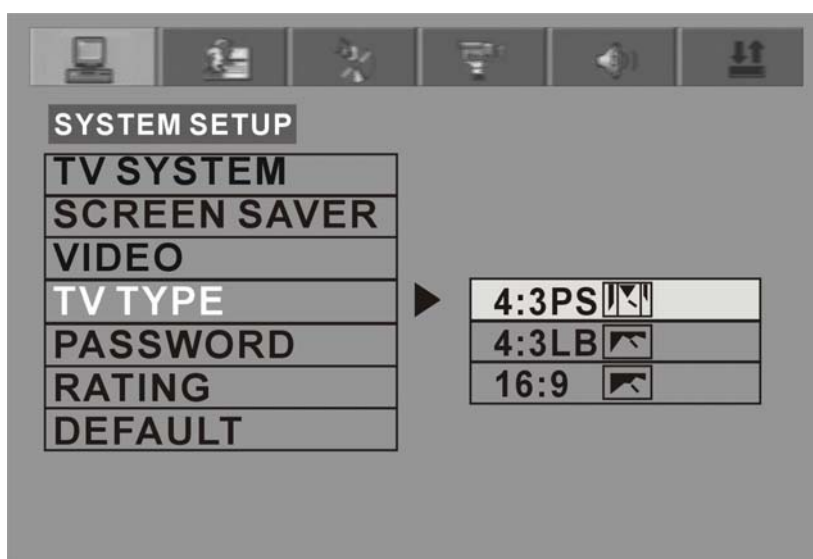 SYSTEM SETUP
TV SYSTEM
SCREEN SAVER
VIDEO
TV TYPE
4:3PS
PASSWORD
4:3LB
RATING
16:9
DEFAULT